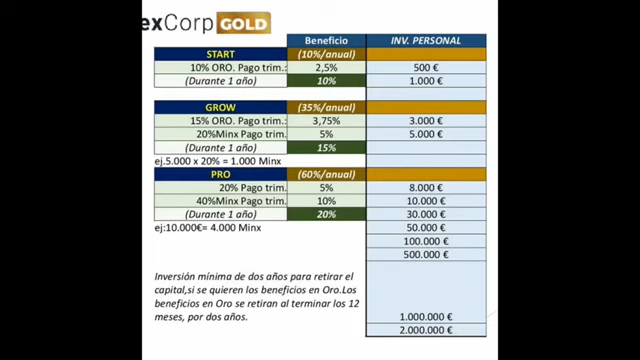 exCorp GOLD
Beneficio INV. PERSONAL
START (10%/anual)
10% ORO. Pago trim.: 2,5% 500 €
(Durante 1 año) 10% 1.000 €
GROW (35%/anual)
15% ORO. Pago trim.: 3,75% 3.000 €
20%Minx Pago trim. 5% 5.000 €
(Durante 1 año) 15%
ej.5.000 x 20% = 1.000 Minx
PRO (60%/anual)
20% Pago trim. 5% 8.000 €
40%Minx Pago trim. 10% 10.000 €
(Durante 1 año) 20% 30.000 €
ej:10.000€= 4.000 Minx 50.000 €
100.000 €
500.000 €
Inversión mínima de dos años para retirar el
capital,si se quieren los beneficios en Oro.Los
beneficios en Oro se retiran al terminar los 12
meses, por dos años. 1.000.000 €
2.000.000 €